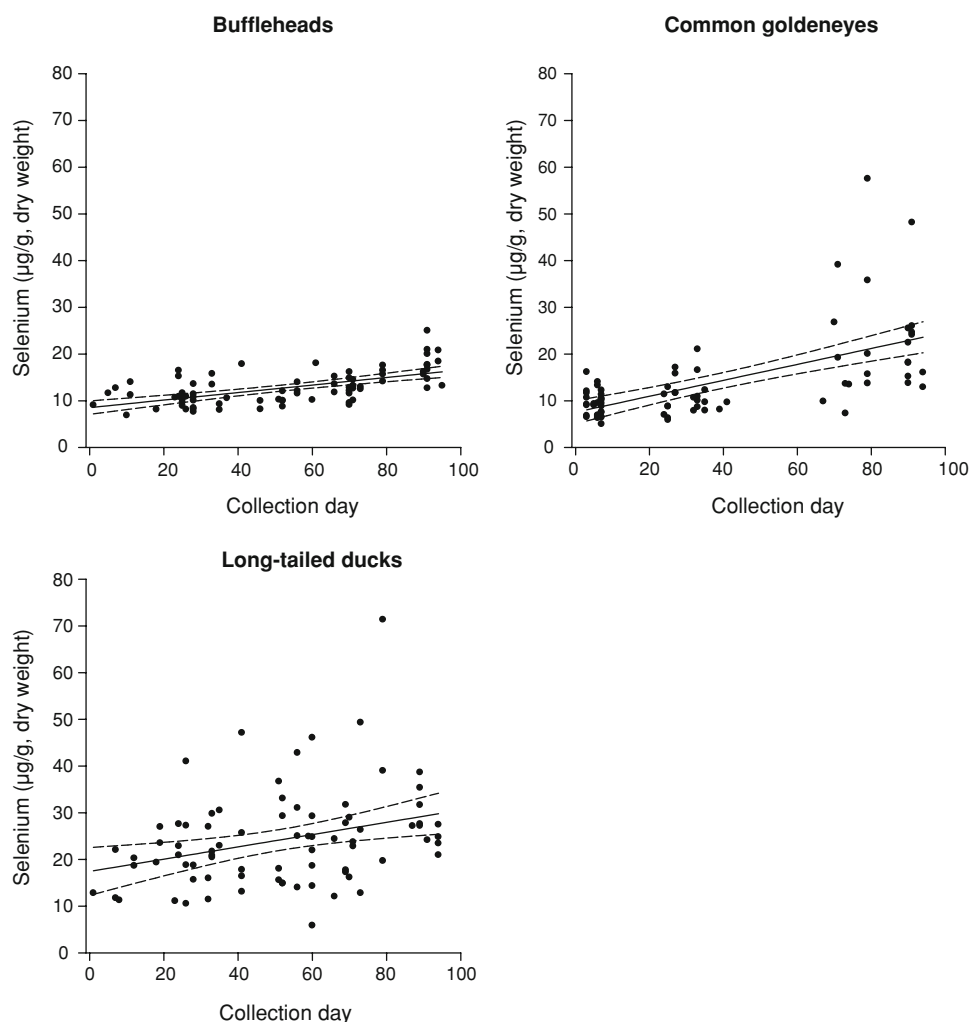 Buffleheads
80
70
60
50
40
30
20
10
0
Selenium (µg/g, dry weight)
0 20 40 60 80 100
Collection day
Common goldeneyes
80
70
60
50
40
30
20
10
0
Selenium (µg/g, dry weight)
0 20 40 60 80 100
Collection day
Long-tailed ducks
80
70
60
50
40
30
20
10
0
Selenium (µg/g, dry weight)
0 20 40 60 80 100
Collection day